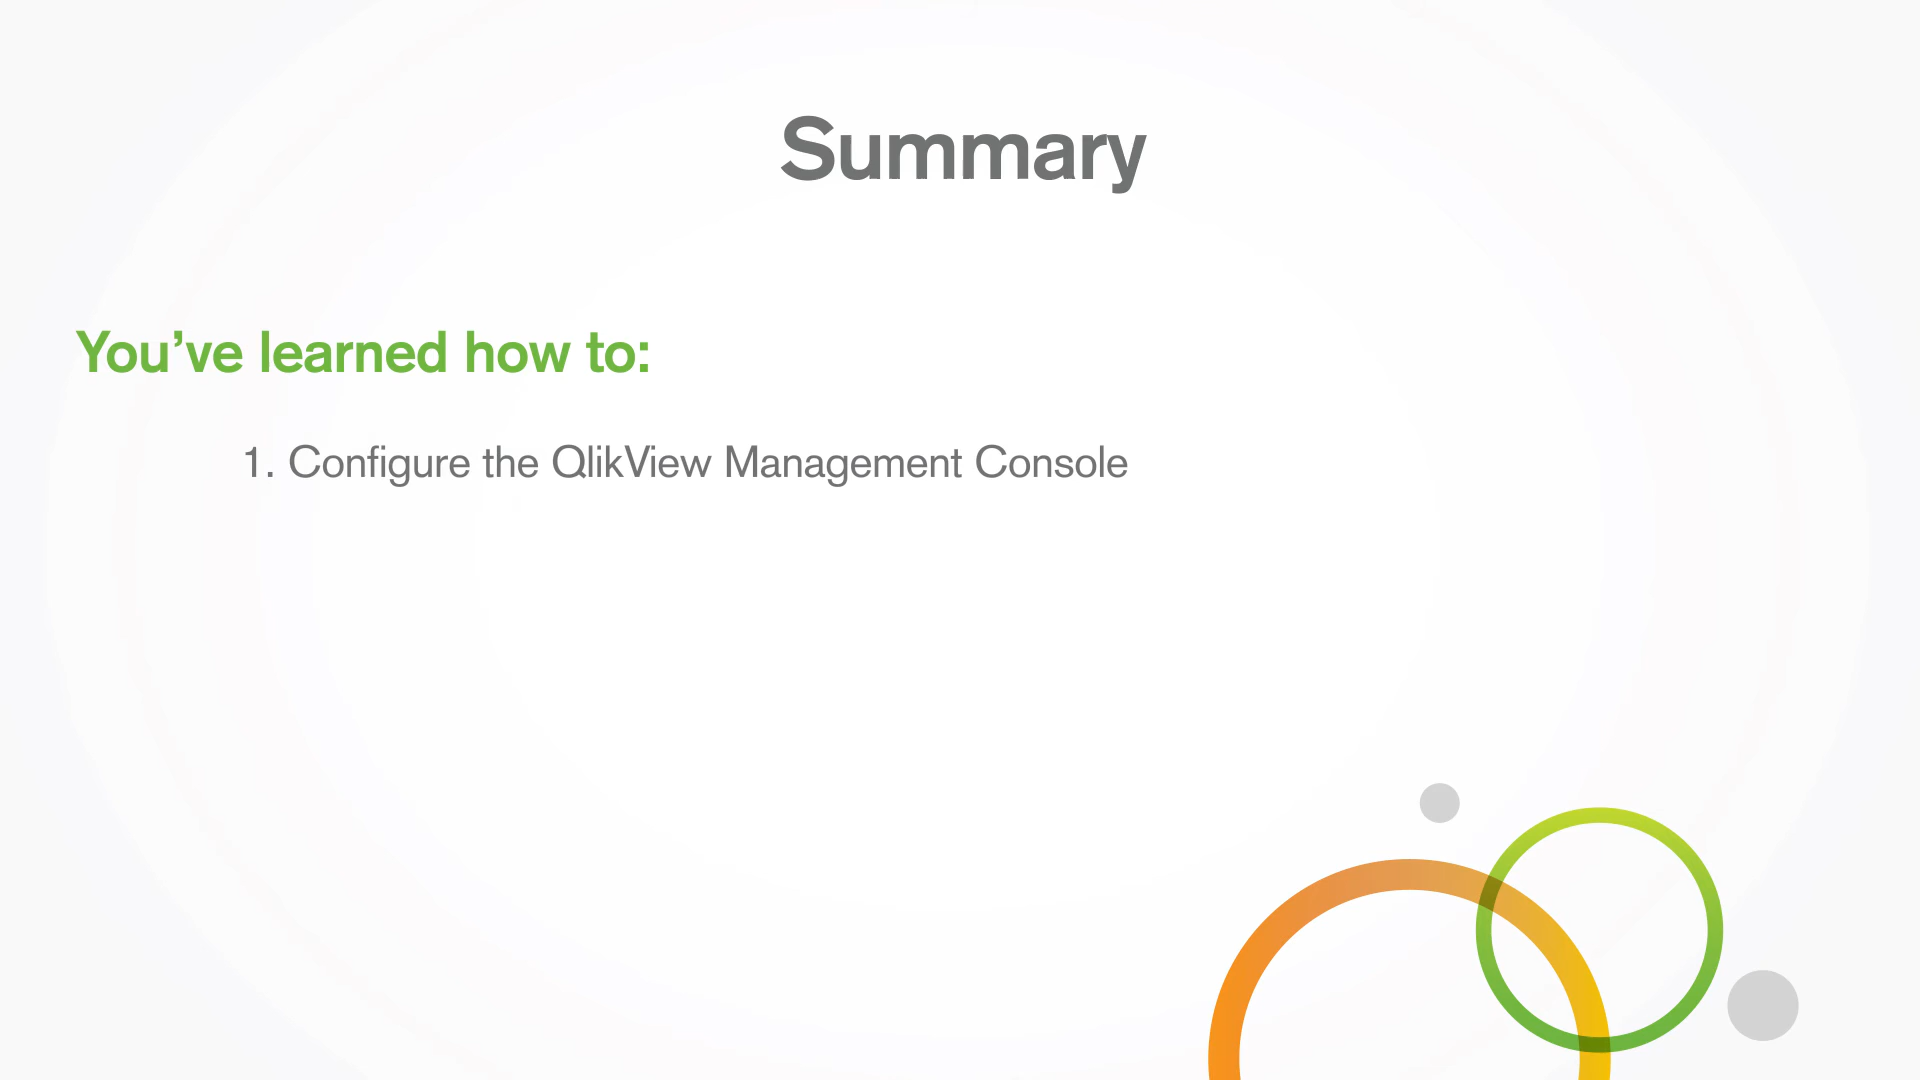 Summary
You’ve learned how to:
1. Configure the QlikView Management Console